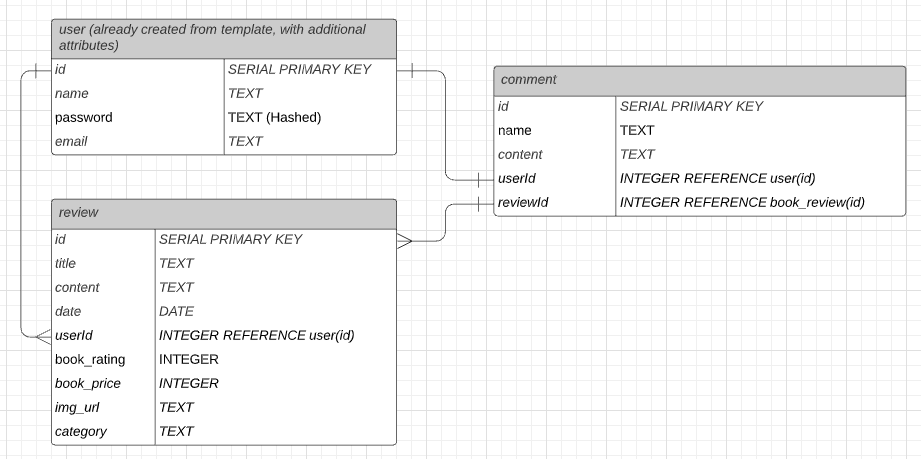 user (already created from template, with additional
attributes)
id SERIAL PRIMARY KEY
name TEXT
password TEXT (Hashed)
email TEXT
comment
id SERIAL PRIMARY KEY
name TEXT
content TEXT
userId INTEGER REFERENCE user(id)
reviewId INTEGER REFERENCE book_review(id)
review
id SERIAL PRIMARY KEY
title TEXT
content TEXT
date DATE
userId INTEGER REFERENCE user(id)
book_rating INTEGER
book_price INTEGER
img_url TEXT
category TEXT